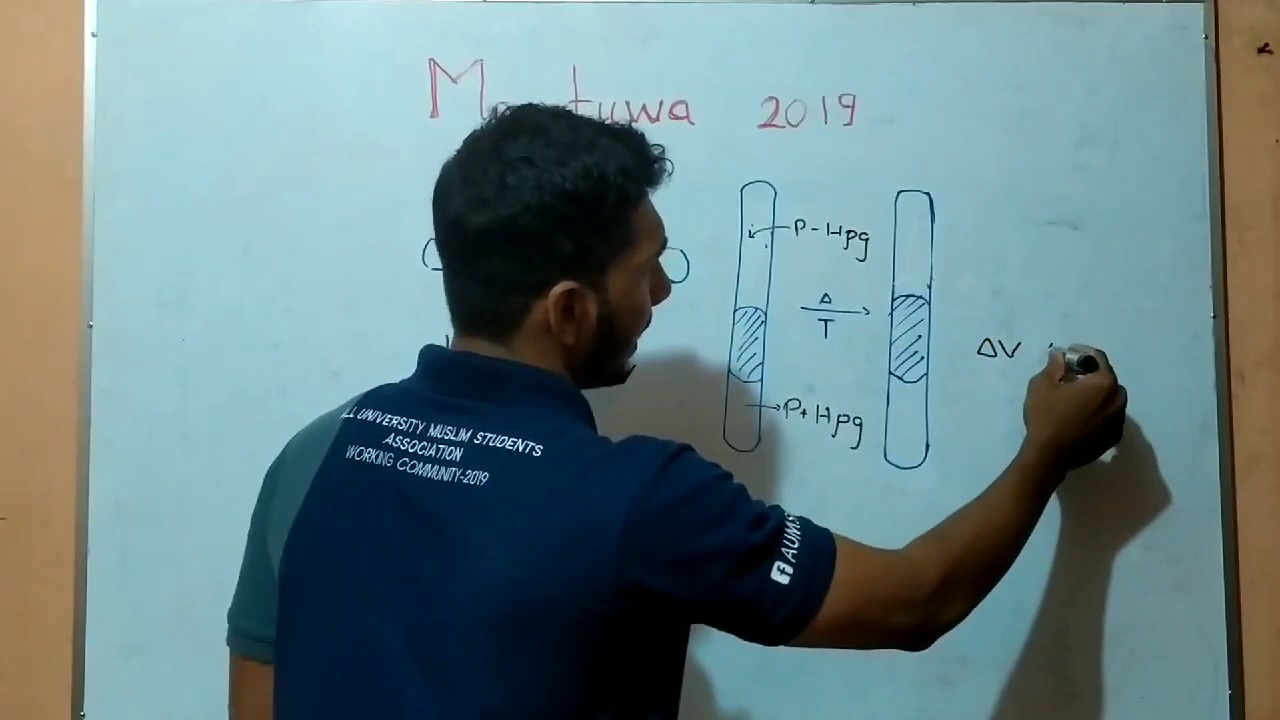 2019
P-Hρg
Δ
T
ΔV
P+Hρg
ALL UNIVERSITY MUSLIM STUDENTS
ASSOCIATION
WORKING COMMUNITY-2019